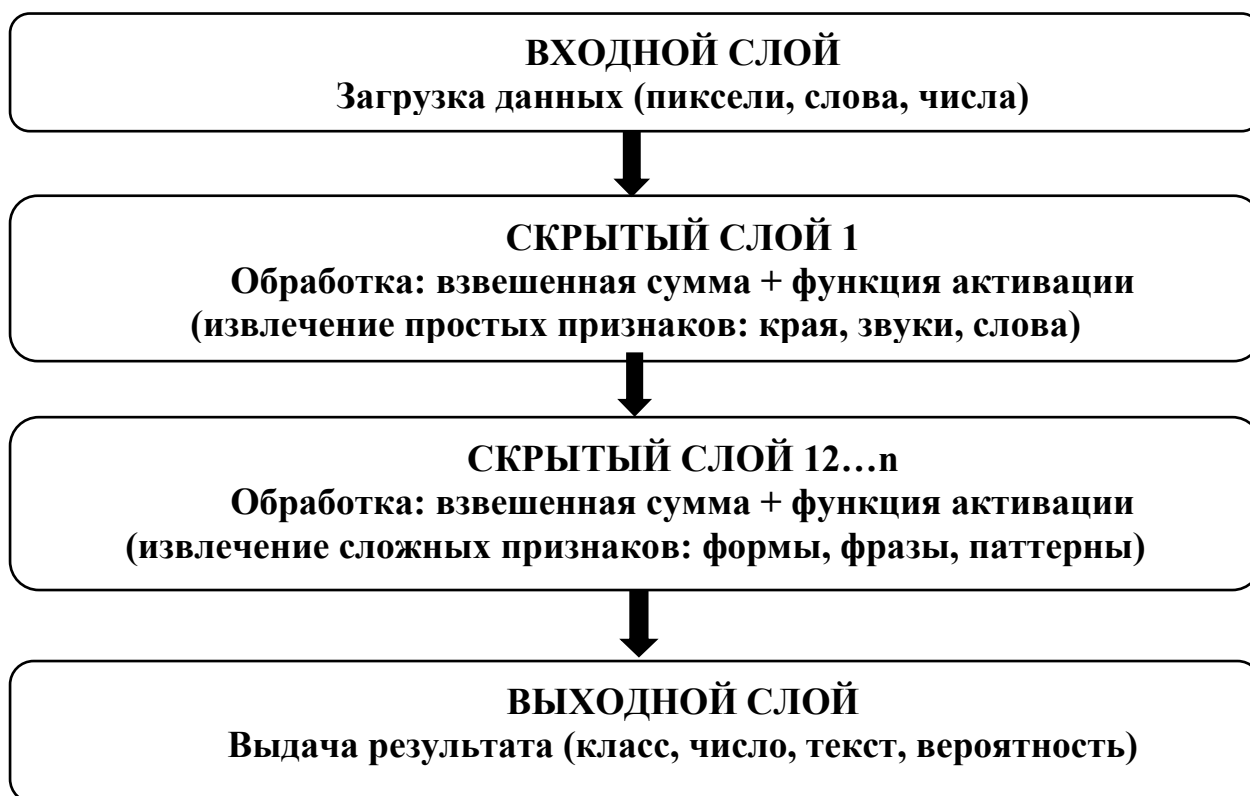 ВХОДНОЙ СЛОЙ
Загрузка данных (пиксели, слова, числа)
СКРЫТЫЙ СЛОЙ 1
Обработка: взвешенная сумма + функция активации
(извлечение простых признаков: края, звуки, слова)
СКРЫТЫЙ СЛОЙ 12…n
Обработка: взвешенная сумма + функция активации
(извлечение сложных признаков: формы, фразы, паттерны)
ВЫХОДНОЙ СЛОЙ
Выдача результата (класс, число, текст, вероятность)